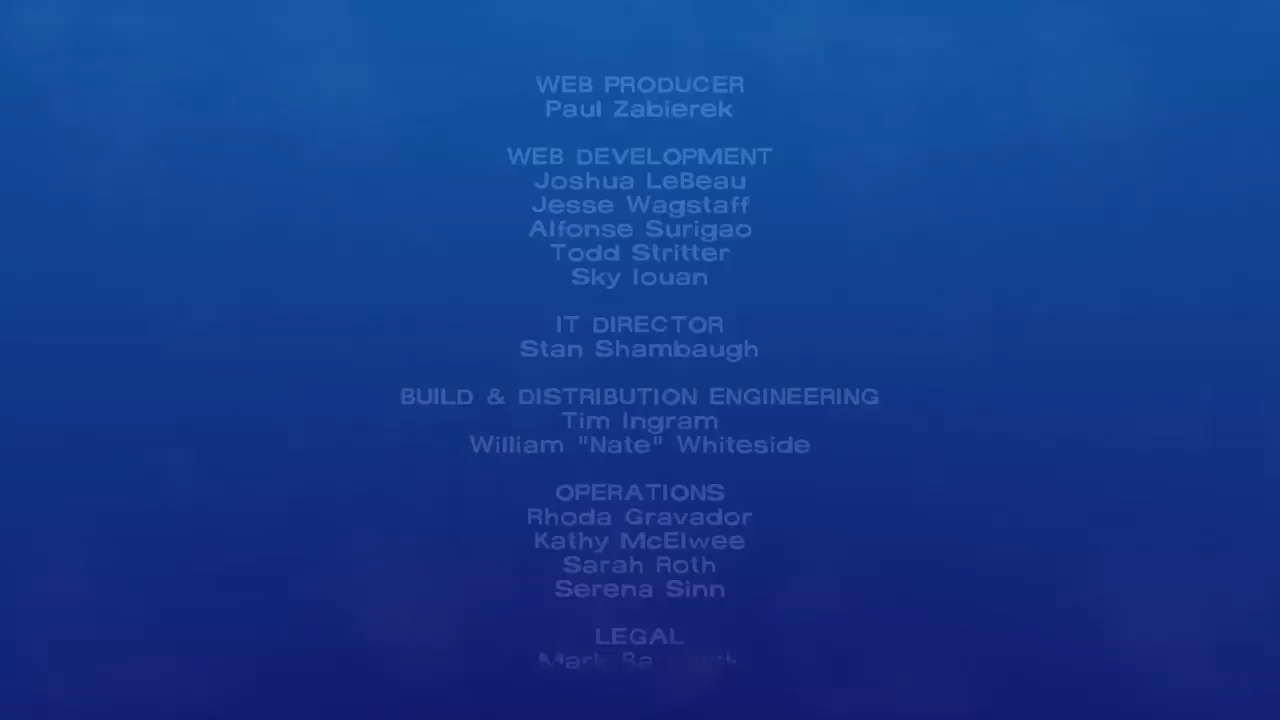 WEB PRODUCER
Paul Zabierek
WEB DEVELOPMENT
Joshua LeBeau
Jesse Wagstaff
Alfonse Surigao
Todd Stritter
Sky Iouan
IT DIRECTOR
Stan Shambaugh
BUILD & DISTRIBUTION ENGINEERING
Tim Ingram
William "Nate" Whiteside
OPERATIONS
Rhoda Gravador
Kathy McElwee
Sarah Roth
Serena Sinn
LEGAL
Mark